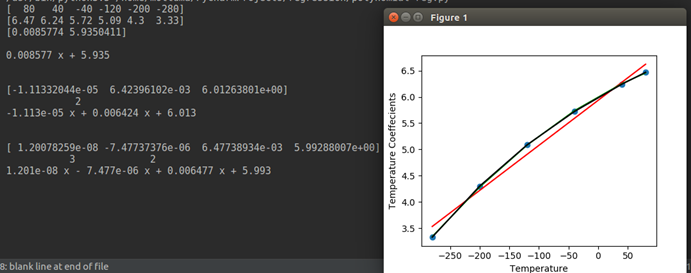 [ 80 40 -40 -120 -200 -280]
[6.47 6.24 5.72 5.09 4.3 3.33]
[0.0085774 5.9350411]
0.008577 x + 5.935
[-1.11332044e-05 6.42396102e-03 6.01263801e+00]
2
-1.113e-05 x + 0.006424 x + 6.013
[ 1.20078259e-08 -7.47737376e-06 6.47738934e-03 5.99288007e+00]
3 2
1.201e-08 x - 7.477e-06 x + 0.006477 x + 5.993
8: blank line at end of file
Figure 1
6.5
6.0
5.5
5.0
4.5
4.0
3.5
Temperature Coeffecients
−250 −200 −150 −100 −50 0 50
Temperature